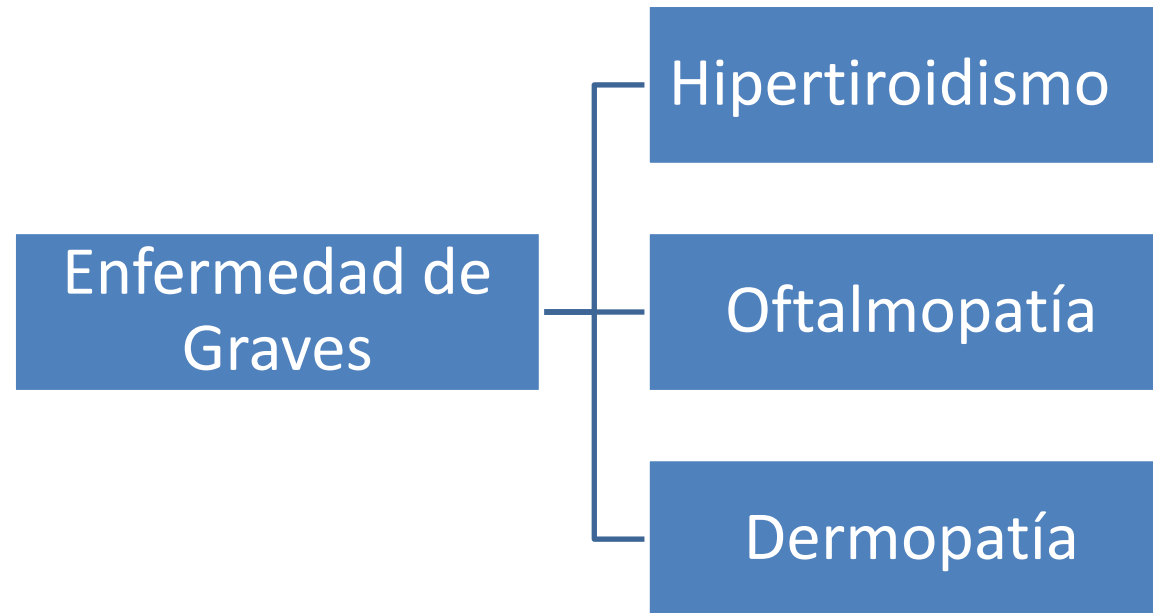 Enfermedad de
Graves
Hipertiroidismo
Oftalmopatía
Dermopatía